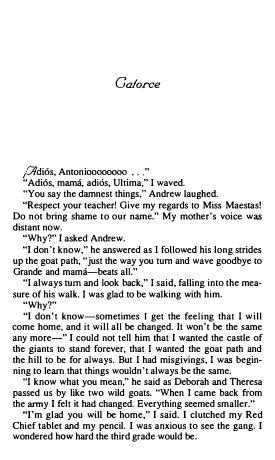 Catorce
¡Adiós, Antoniooooooooo . . ."
"Adiós, mamá, adiós, Ultima," I waved.
"You say the damnest things," Andrew laughed.
"Respect your teacher! Give my regards to Miss Maestas!
Do not bring shame to our name." My mother's voice was
distant now.
"Why?" I asked Andrew.
"I don't know," he answered as I followed his long strides
up the goat path, "just the way you turn and wave goodbye to
Grande and mamá—beats all."
"I always turn and look back," I said, falling into the mea-
sure of his walk. I was glad to be walking with him.
"Why?"
"I don't know—sometimes I get the feeling that I will
come home, and it will all be changed. It won't be the same
any more—" I could not tell him that I wanted the castle of
the giants to stand forever, that I wanted the goat path and
the hill to be for always. But I had misgivings, I was begin-
ning to learn that things wouldn't always be the same.
"I know what you mean," he said as Deborah and Theresa
passed us by like two wild goats. "When I came back from
the army I felt it had changed. Everything seemed smaller."
"I'm glad you will be home," I said. I clutched my Red
Chief tablet and my pencil. I was anxious to see the gang. I
wondered how hard the third grade would be.